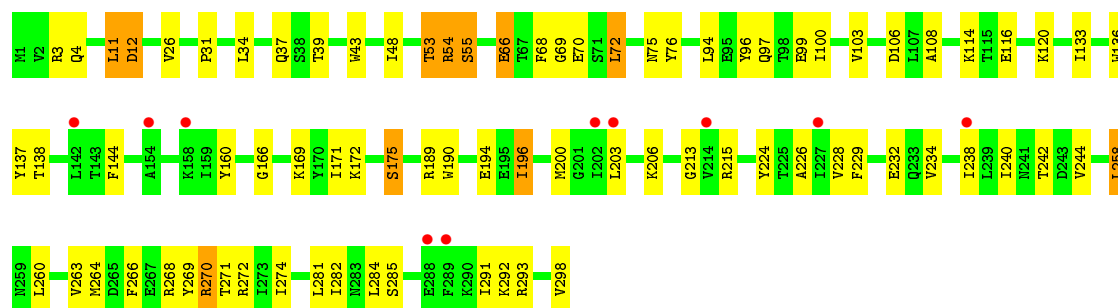 M1 V2 R3 Q4 L11 D12 V26 P31 L34 Q37 S38 T39 W43 I48 T53 R54 S55 E66 T67 F68 G69 E70 S71 L72 N75 Y76 L94 E95 Y96 Q97 T98 E99 I100 V103 D106 L107 A108 K114 T115 E116 K120 I133 W136
Y137 T138 L142 T143 F144 A154 K158 I159 Y160 G166 K169 Y170 I171 K172 S175 R189 W190 E194 E195 I196 M200 G201 I202 L203 K206 G213 V214 R215 Y224 T225 A226 I227 V228 F229 E232 Q233 V234 I238 L239 I240 N241 T242 D243 V244 L258
N259 L260 V263 M264 D265 F266 E267 R268 Y269 R270 T271 R272 I273 I274 L281 I282 N283 L284 S285 E288 F289 K290 I291 K292 R293 V298